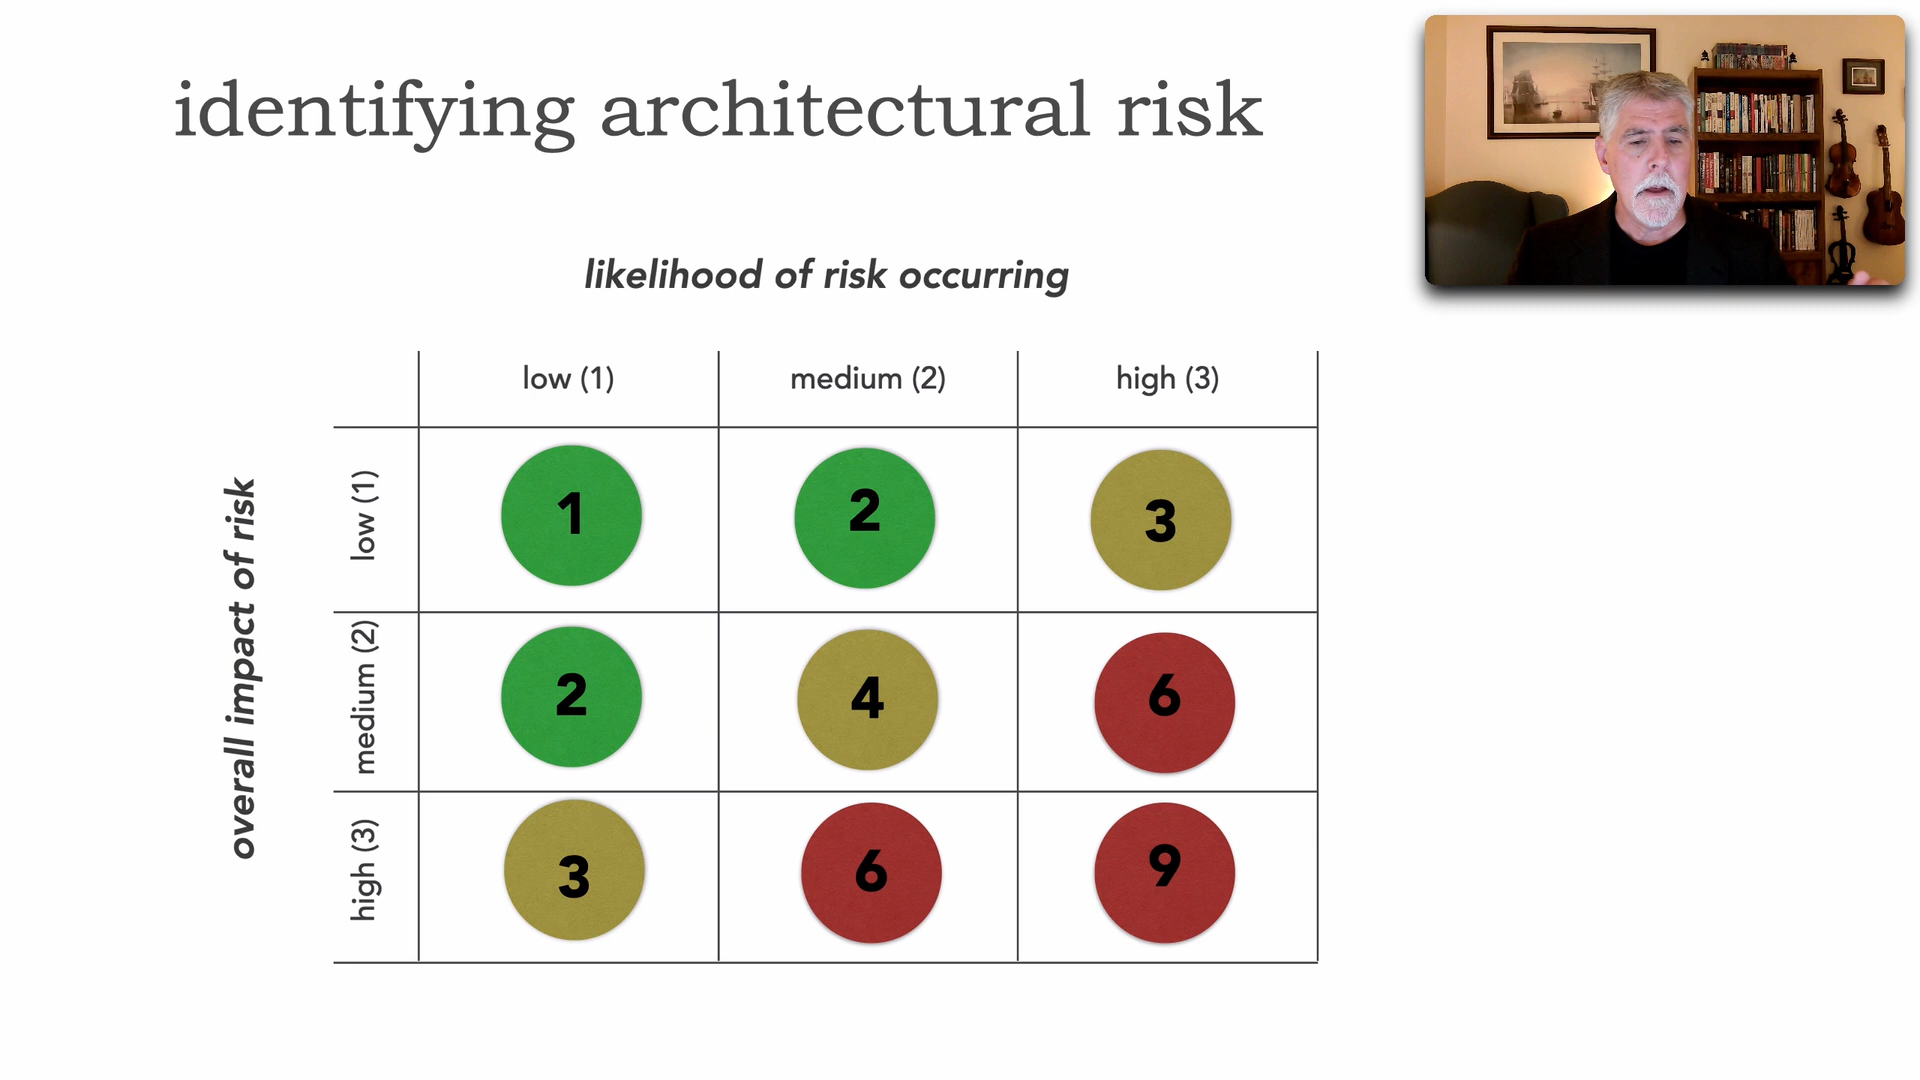 identifying architectural risk
likelihood of risk occurring
low (1) medium (2) high (3)
overall impact of risk
low (1) 1 2 3
medium (2) 2 4 6
high (3) 3 6 9